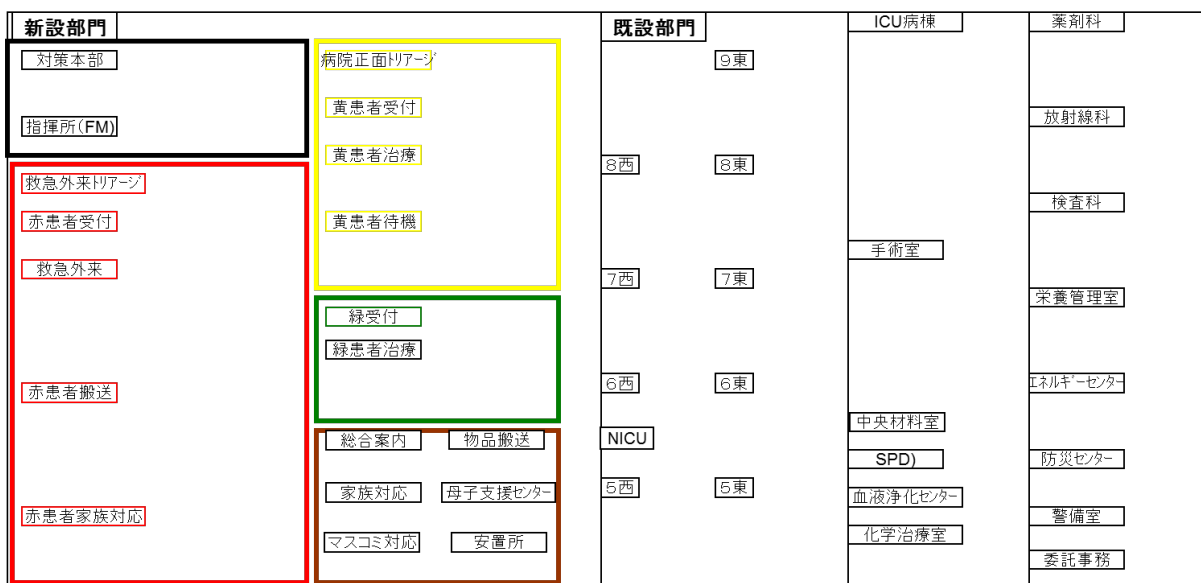 新設部門
対策本部
指揮所(FM)
救急外来ﾄﾘｱｰｼﾞ
赤患者受付
救急外来
赤患者搬送
赤患者家族対応
病院正面ﾄﾘｱｰｼﾞ
黄患者受付
黄患者治療
黄患者待機
緑受付
緑患者治療
総合案内
物品搬送
家族対応
母子支援ｾﾝﾀｰ
マスコミ対応
安置所
既設部門
9東
8西
8東
7西
7東
6西
6東
NICU
5西
5東
ICU病棟
手術室
中央材料室
SPD)
血液浄化ｾﾝﾀｰ
化学治療室
薬剤科
放射線科
検査科
栄養管理室
ｴﾈﾙｷﾞｰｾﾝﾀｰ
防災ｾﾝﾀｰ
警備室
委託事務